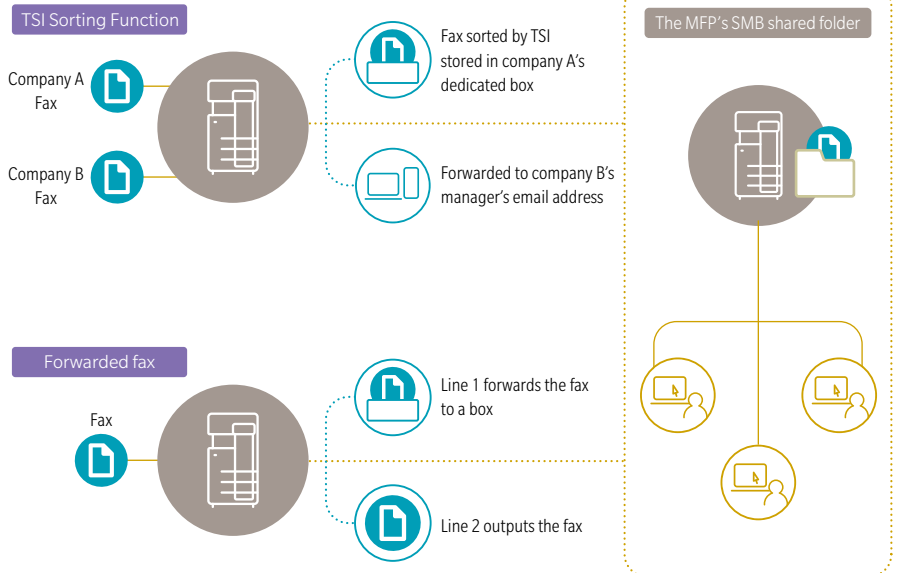 TSI Sorting Function
Company A
Fax
Company B
Fax
Fax sorted by TSI
stored in company A's
dedicated box
Forwarded to company B's
manager's email address
Forwarded fax
Fax
Line 1 forwards the fax
to a box
Line 2 outputs the fax
The MFP's SMB shared folder